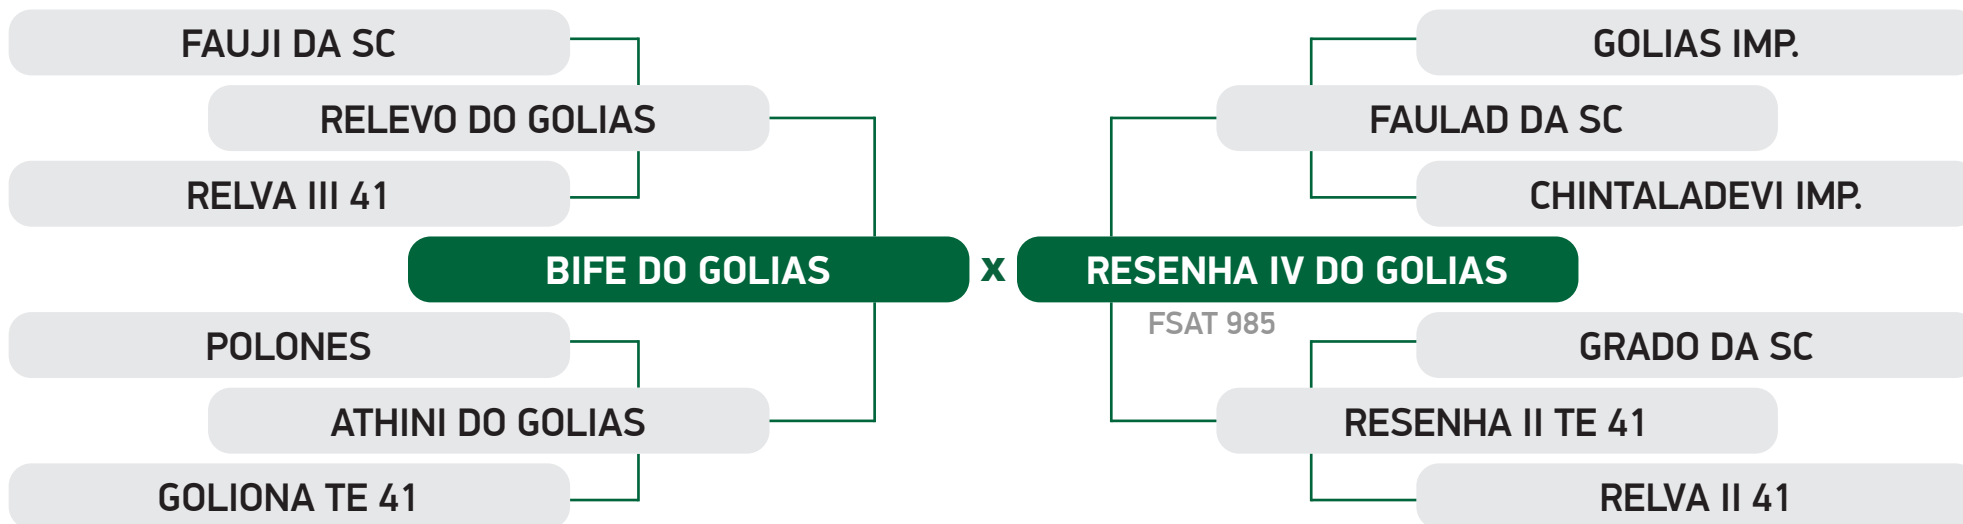 FAUJI DA SC
GOLIAS IMP.
RELEVO DO GOLIAS
FAULAD DA SC
RELVA III 41
CHINTALADEVI IMP.
BIFE DO GOLIAS x RESENHA IV DO GOLIAS
FSAT 985
POLONES
GRADO DA SC
ATHINI DO GOLIAS
RESENHA II TE 41
GOLIONA TE 41
RELVA II 41